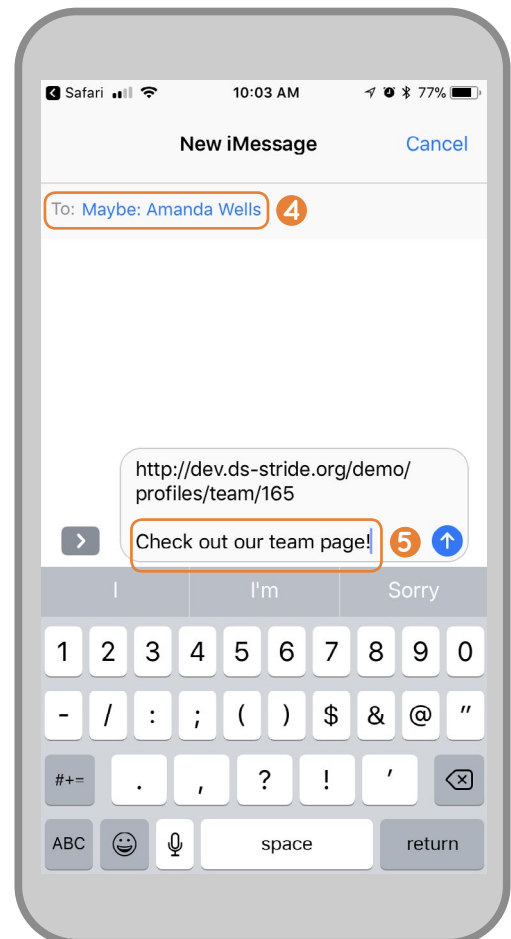 Safari 10:03 AM 77%
New iMessage Cancel
To: Maybe: Amanda Wells 4
http://dev.ds-stride.org/demo/
profiles/team/165
Check out our team page! 5
I I'm Sorry
1 2 3 4 5 6 7 8 9 0
- / : ; ( ) $ & @ "
#+= . , ? ! '
ABC space return